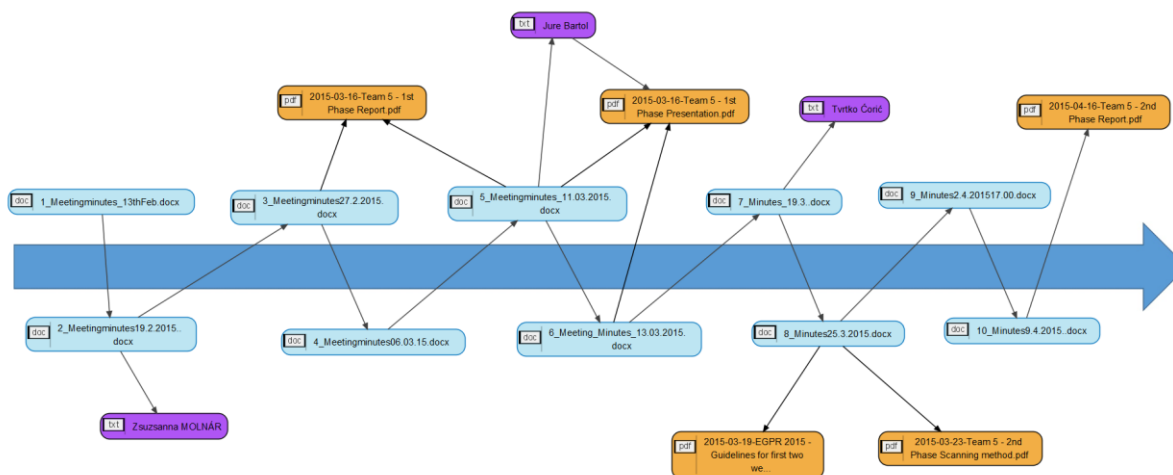 txt
Jure Bartol
pdf
2015-03-16-Team 5 - 1st
Phase Report.pdf
pdf
2015-03-16-Team 5 - 1st
Phase Presentation.pdf
txt
Tvrtko Ćorić
pdf
2015-04-16-Team 5 - 2nd
Phase Report.pdf
doc
1_Meetingminutes_13thFeb.docx
doc
3_Meetingminutes27.2.2015.
docx
doc
5_Meetingminutes_11.03.2015.
docx
doc
7_Minutes_19.3..docx
doc
9_Minutes2.4.201517.00.docx
doc
2_Meetingminutes19.2.2015..
docx
doc
4_Meetingminutes06.03.15.docx
doc
6_Meeting_Minutes_13.03.2015.
docx
doc
8_Minutes25.3.2015.docx
doc
10_Minutes9.4.2015..docx
txt
Zsuzsanna MOLNÁR
pdf
2015-03-19-EGPR 2015 -
Guidelines for first two
we...
pdf
2015-03-23-Team 5 - 2nd
Phase Scanning method.pdf